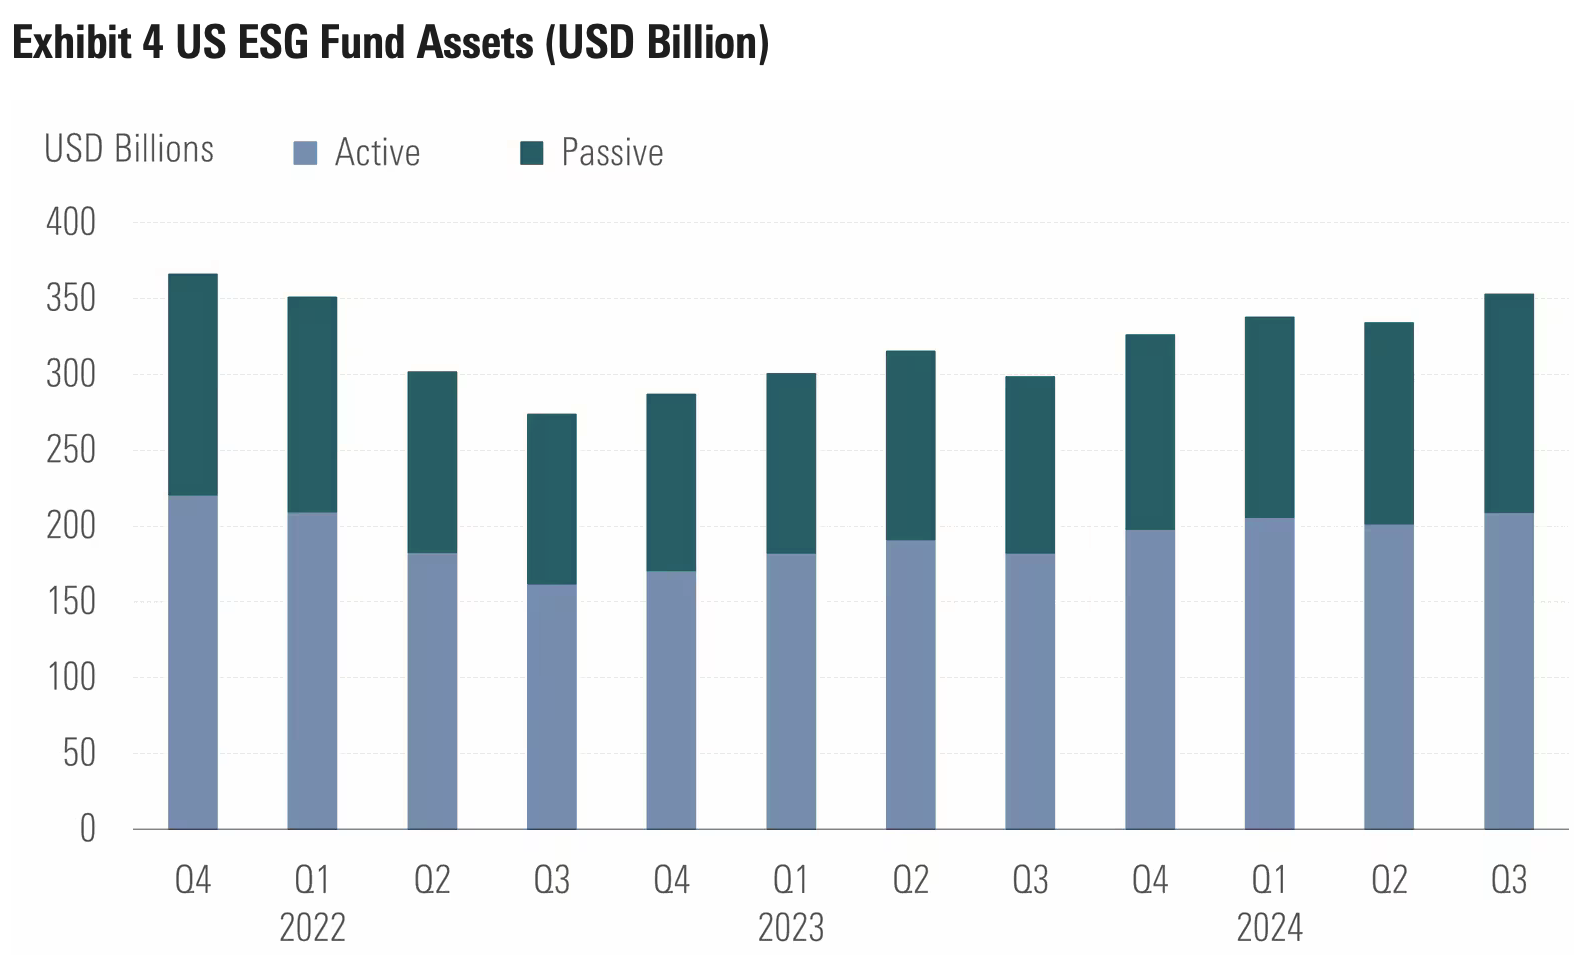 Exhibit 4 US ESG Fund Assets (USD Billion)
USD Billions Active Passive
400
350
300
250
200
150
100
50
0
Q4 Q1 Q2 Q3 Q4 Q1 Q2 Q3 Q4 Q1 Q2 Q3
2022 2023 2024